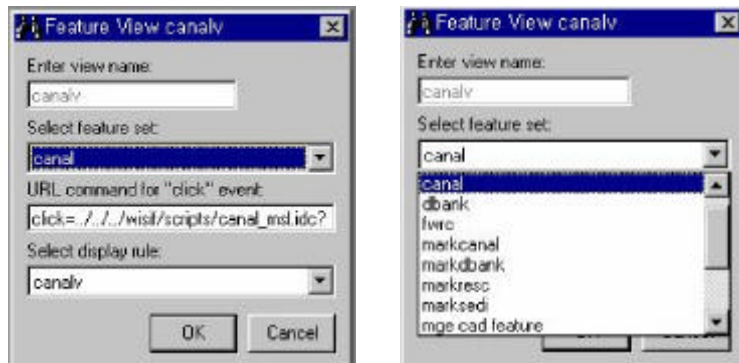 Feature View canalv
Enter view name:
canalv
Select feature set:
canal
URL command for "click" event:
click=../../../wisif/scripts/canal_msl.idc?
Select display rule:
canalv
OK
Cancel
Feature View canalv
Enter view name:
canalv
Select feature set:
canal
canal
dbank
fwrc
markcanal
markdbank
markresc
marksedi
mge cad feature